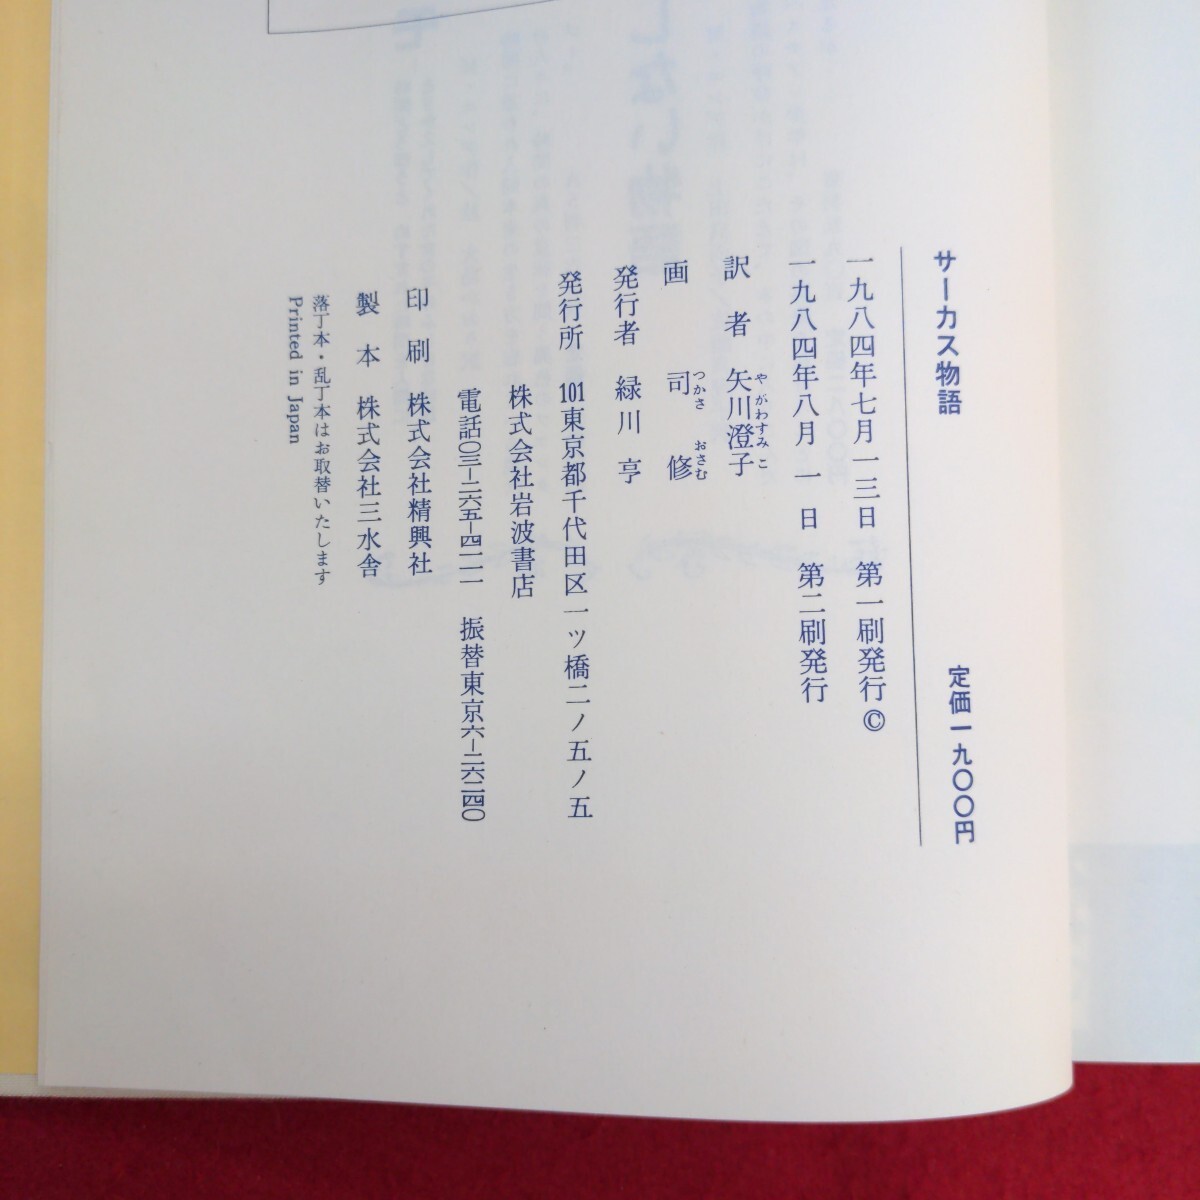 サーカス物語　定価一九〇〇円
一九八四年七月一三日　第一刷発行©
一九八四年八月一日　第二刷発行
訳者　矢川澄子
やがわすみこ
画　司修
つかさ　おさむ
発行者　緑川亨
発行所　101東京都千代田区一ツ橋二ノ五ノ五
株式会社岩波書店
電話〇三−二六五−四一一一　振替東京六−二六二四〇
印刷　株式会社精興社
製本　株式会社三水舎
落丁本・乱丁本はお取替いたします
Printed in Japan
しない物語